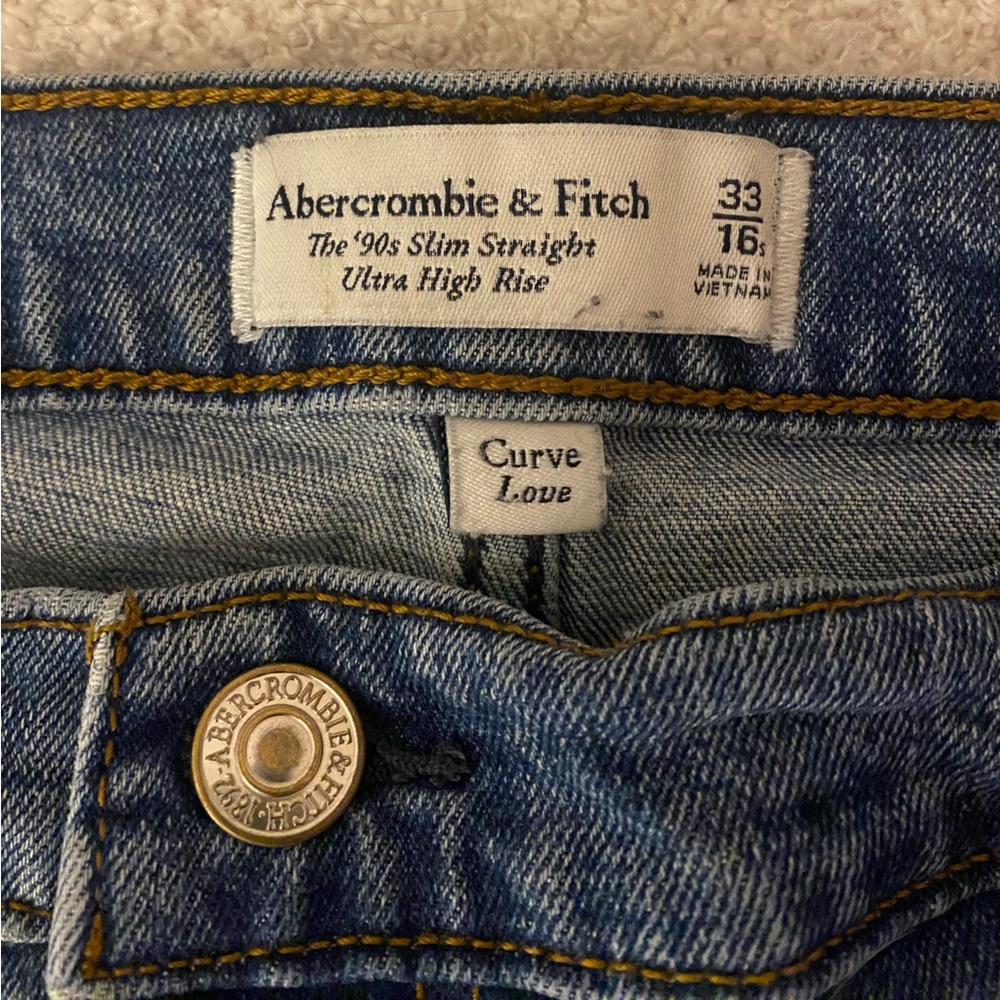 Abercrombie & Fitch
The '90s Slim Straight
Ultra High Rise
33
16s
MADE IN
VIETNAM
Curve
Love
ABERCROMBIE & FITCH · 1892 -